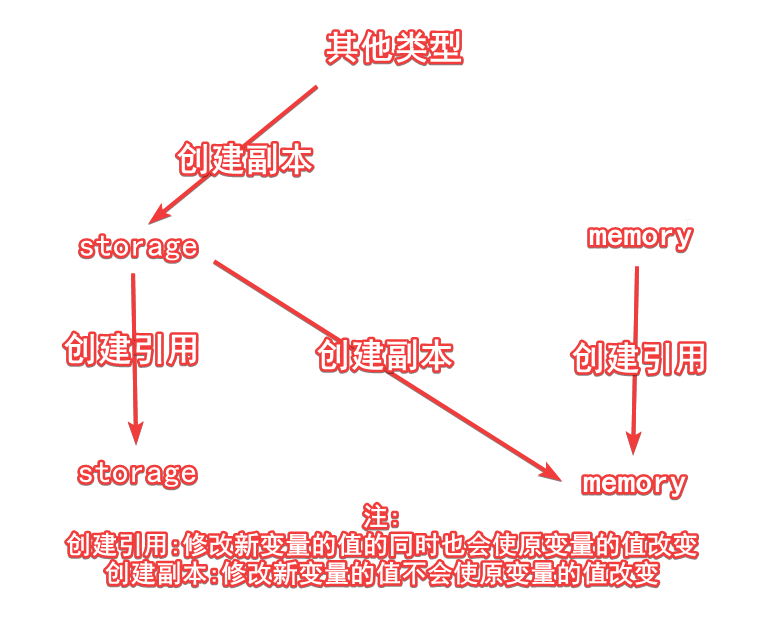 其他类型
创建副本
storage
memory
创建引用
创建副本
创建引用
storage
memory
注:
创建引用:修改新变量的值的同时也会使原变量的值改变
创建副本:修改新变量的值不会使原变量的值改变